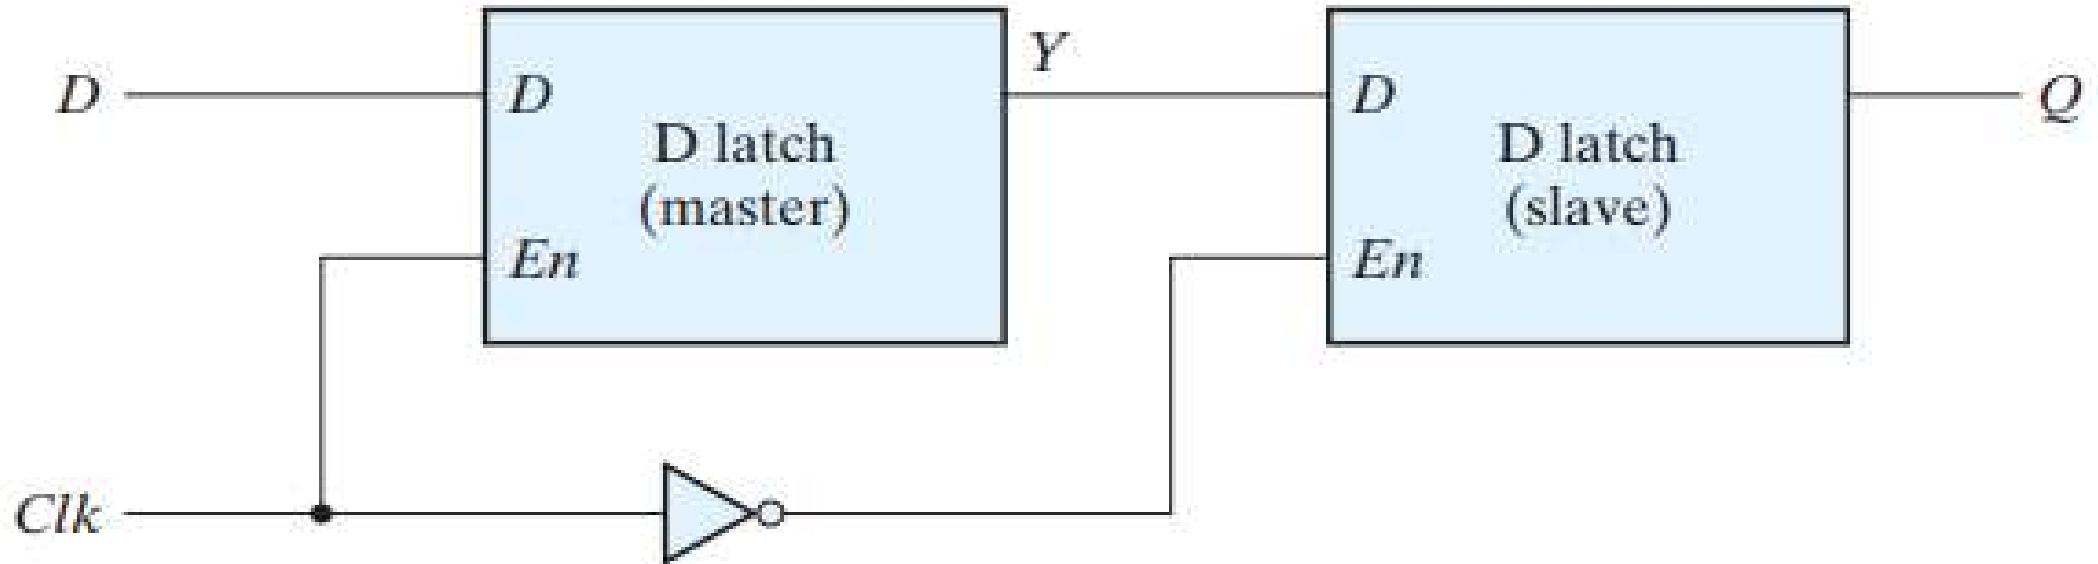 D
D
D latch
(master)
En
Y
D
D latch
(slave)
En
Q
Clk